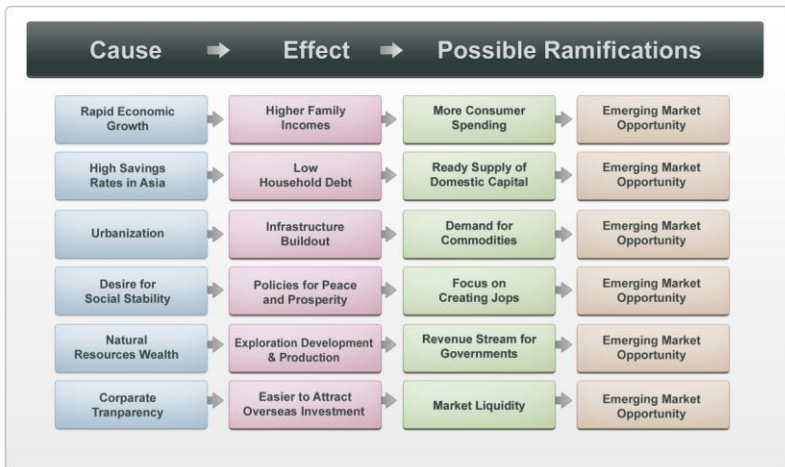 Cause Effect Possible Ramifications
Rapid Economic
Growth
Higher Family
Incomes
More Consumer
Spending
Emerging Market
Opportunity
High Savings
Rates in Asia
Low
Household Debt
Ready Supply of
Domestic Capital
Emerging Market
Opportunity
Urbanization
Infrastructure
Buildout
Demand for
Commodities
Emerging Market
Opportunity
Desire for
Social Stability
Policies for Peace
and Prosperity
Focus on
Creating Jops
Emerging Market
Opportunity
Natural
Resources Wealth
Exploration Development
& Production
Revenue Stream for
Governments
Emerging Market
Opportunity
Corparate
Tranparency
Easier to Attract
Overseas Investment
Market Liquidity
Emerging Market
Opportunity